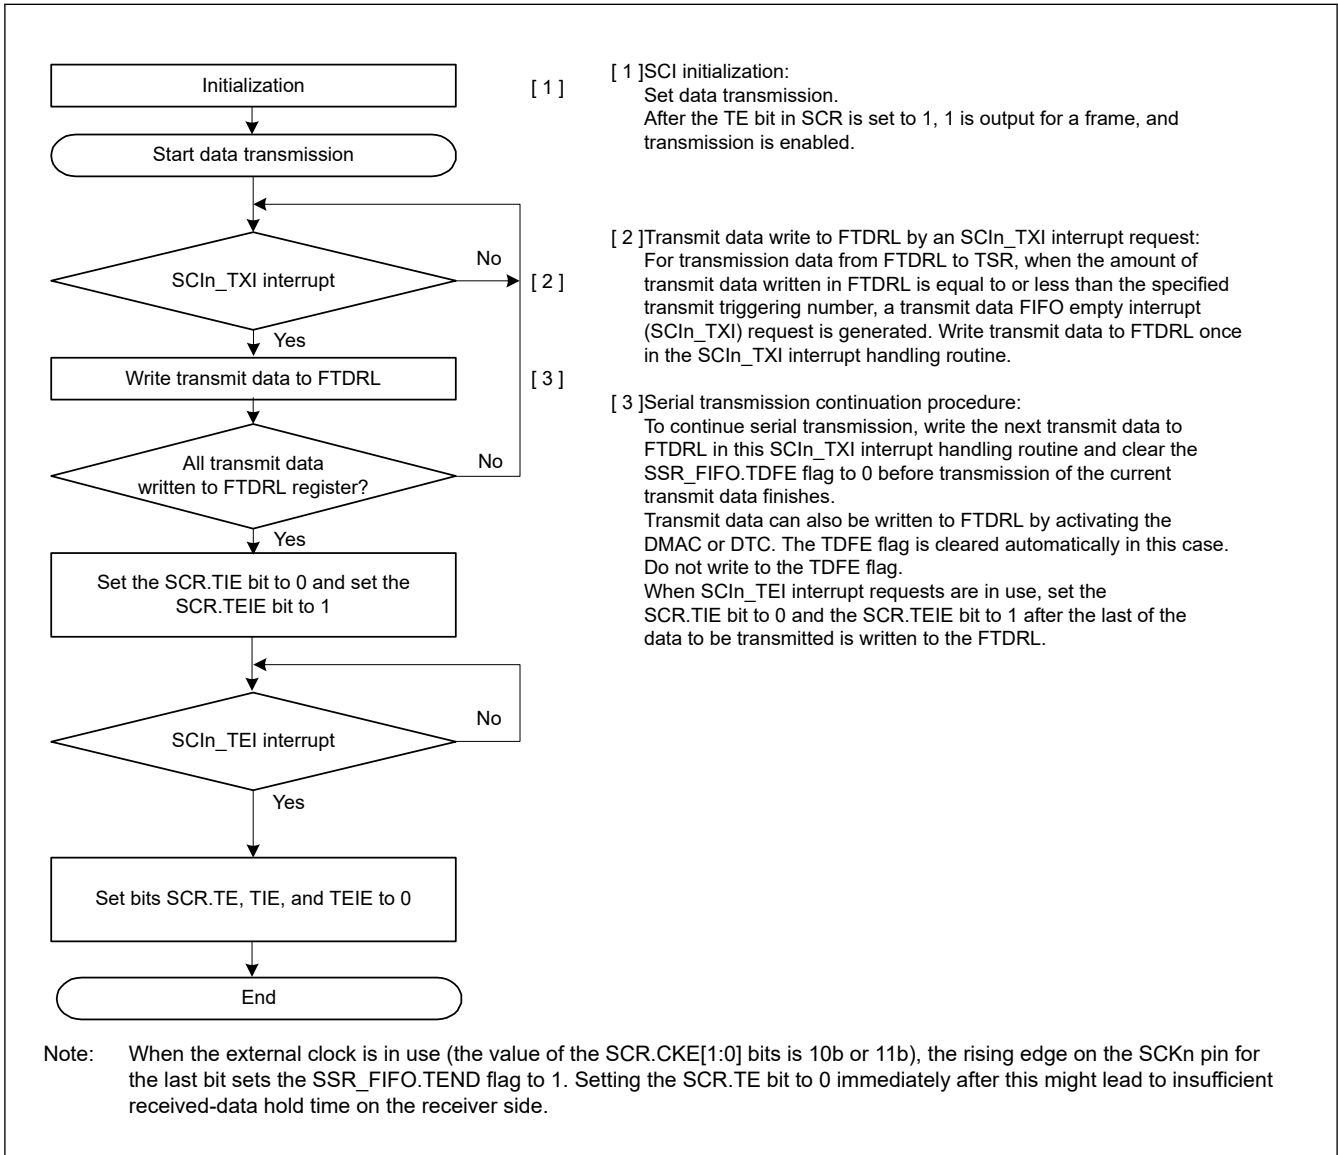 Initialization
[ 1 ]
Start data transmission
SCIn_TXI interrupt
No
[ 2 ]
Yes
Write transmit data to FTDRL
[ 3 ]
All transmit data
written to FTDRL register?
No
Yes
Set the SCR.TIE bit to 0 and set the
SCR.TEIE bit to 1
SCIn_TEI interrupt
No
Yes
Set bits SCR.TE, TIE, and TEIE to 0
End
[ 1 ]SCI initialization:
Set data transmission.
After the TE bit in SCR is set to 1, 1 is output for a frame, and
transmission is enabled.
[ 2 ]Transmit data write to FTDRL by an SCIn_TXI interrupt request:
For transmission data from FTDRL to TSR, when the amount of
transmit data written in FTDRL is equal to or less than the specified
transmit triggering number, a transmit data FIFO empty interrupt
(SCIn_TXI) request is generated. Write transmit data to FTDRL once
in the SCIn_TXI interrupt handling routine.
[ 3 ]Serial transmission continuation procedure:
To continue serial transmission, write the next transmit data to
FTDRL in this SCIn_TXI interrupt handling routine and clear the
SSR_FIFO.TDFE flag to 0 before transmission of the current
transmit data finishes.
Transmit data can also be written to FTDRL by activating the
DMAC or DTC. The TDFE flag is cleared automatically in this case.
Do not write to the TDFE flag.
When SCIn_TEI interrupt requests are in use, set the
SCR.TIE bit to 0 and the SCR.TEIE bit to 1 after the last of the
data to be transmitted is written to the FTDRL.
Note: When the external clock is in use (the value of the SCR.CKE[1:0] bits is 10b or 11b), the rising edge on the SCKn pin for
the last bit sets the SSR_FIFO.TEND flag to 1. Setting the SCR.TE bit to 0 immediately after this might lead to insufficient
received-data hold time on the receiver side.